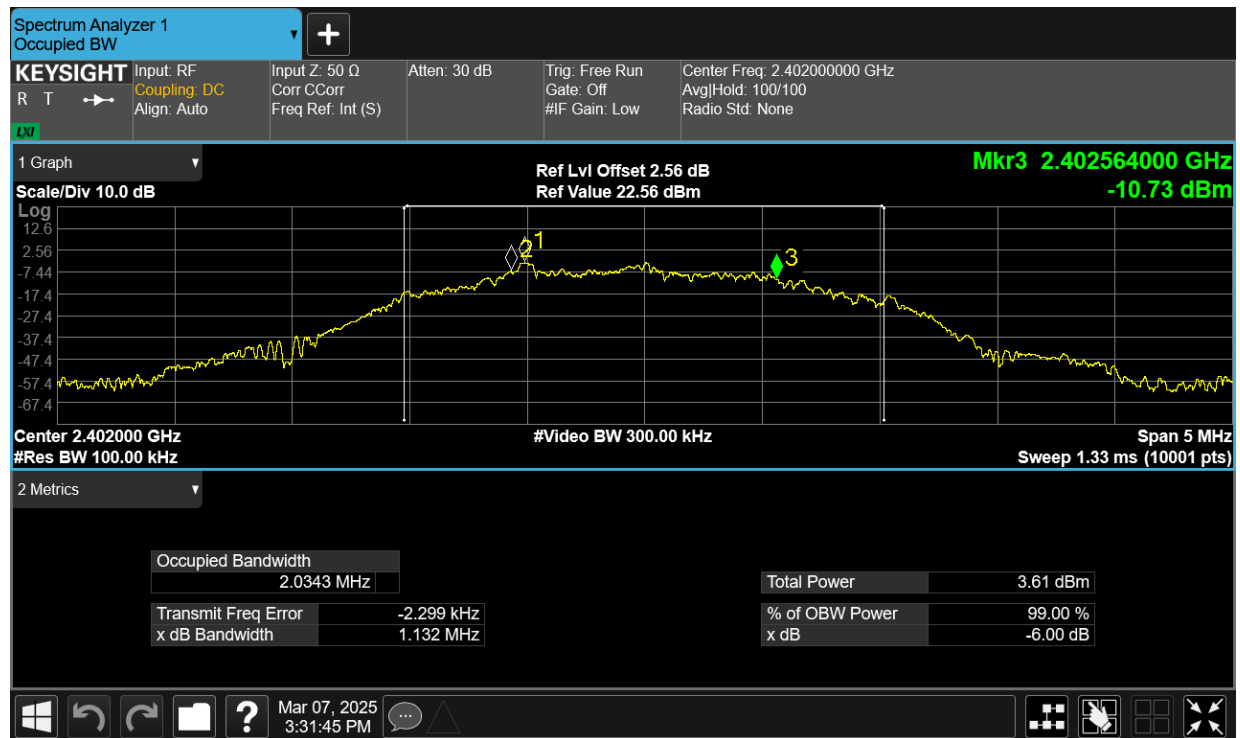 Spectrum Analyzer 1
Occupied BW
KEYSIGHT
R T
LXI
Input: RF
Coupling: DC
Align: Auto
Input Z: 50 Ω
Corr CCorr
Freq Ref: Int (S)
Atten: 30 dB
Trig: Free Run
Gate: Off
#IF Gain: Low
Center Freq: 2.402000000 GHz
Avg|Hold: 100/100
Radio Std: None
1 Graph
Scale/Div 10.0 dB
Ref Lvl Offset 2.56 dB
Ref Value 22.56 dBm
Mkr3 2.402564000 GHz
-10.73 dBm
Log
12.6
2.56
-7.44
-17.4
-27.4
-37.4
-47.4
-57.4
-67.4
2
1
3
Center 2.402000 GHz
#Video BW 300.00 kHz
Span 5 MHz
#Res BW 100.00 kHz
Sweep 1.33 ms (10001 pts)
2 Metrics
Occupied Bandwidth
2.0343 MHz
Total Power 3.61 dBm
Transmit Freq Error -2.299 kHz
% of OBW Power 99.00 %
x dB Bandwidth 1.132 MHz
x dB -6.00 dB
?
Mar 07, 2025
3:31:45 PM